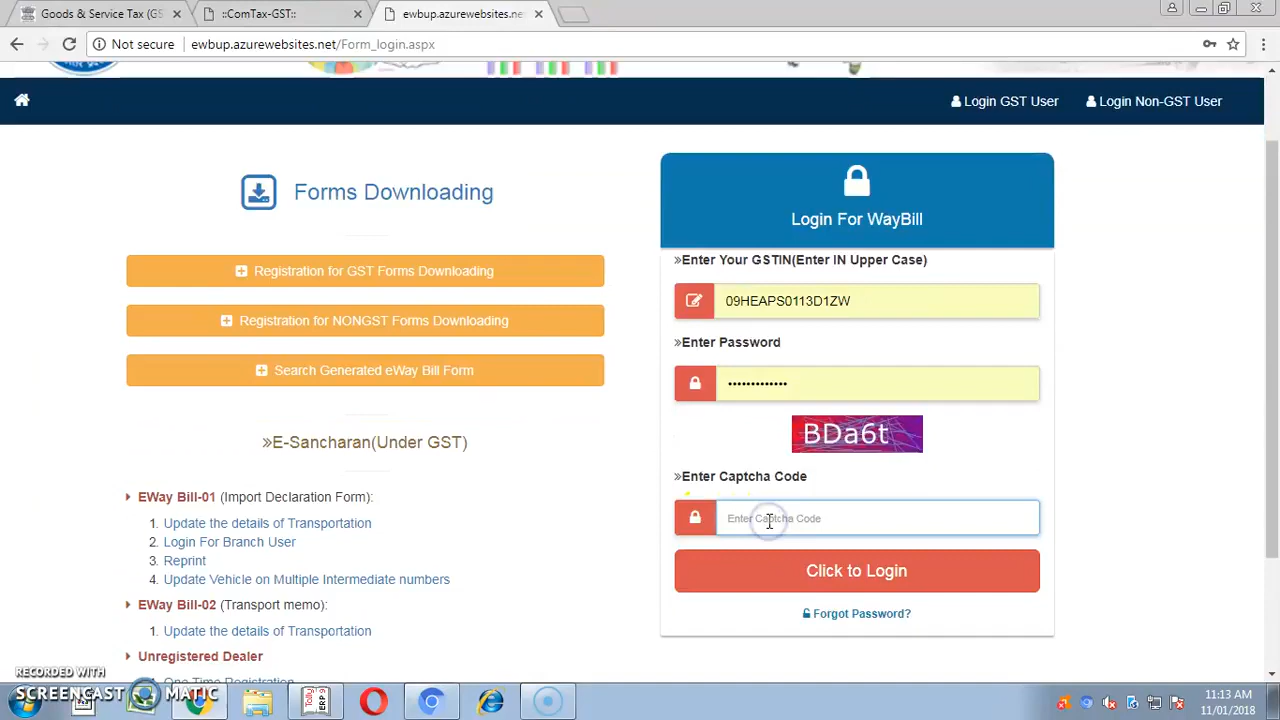 Goods & Service Tax (G
::ComTax-GST::
ewbup.azurewebsites.ne
Not secure
ewbup.azurewebsites.net/Form_login.aspx
Login GST User
Login Non-GST User
Forms Downloading
Registration for GST Forms Downloading
Registration for NONGST Forms Downloading
Search Generated eWay Bill Form
»E-Sancharan(Under GST)
EWay Bill-01 (Import Declaration Form):
1. Update the details of Transportation
2. Login For Branch User
3. Reprint
4. Update Vehicle on Multiple Intermediate numbers
EWay Bill-02 (Transport memo):
1. Update the details of Transportation
Unregistered Dealer
Login For WayBill
»Enter Your GSTIN(Enter IN Upper Case)
09HEAPS0113D1ZW
»Enter Password
•••••••••••••
BDa6t
»Enter Captcha Code
Enter Captcha Code
Click to Login
Forgot Password?
RECORDED WITH
SCREENCAST MATIC
11:13 AM
11/01/2018